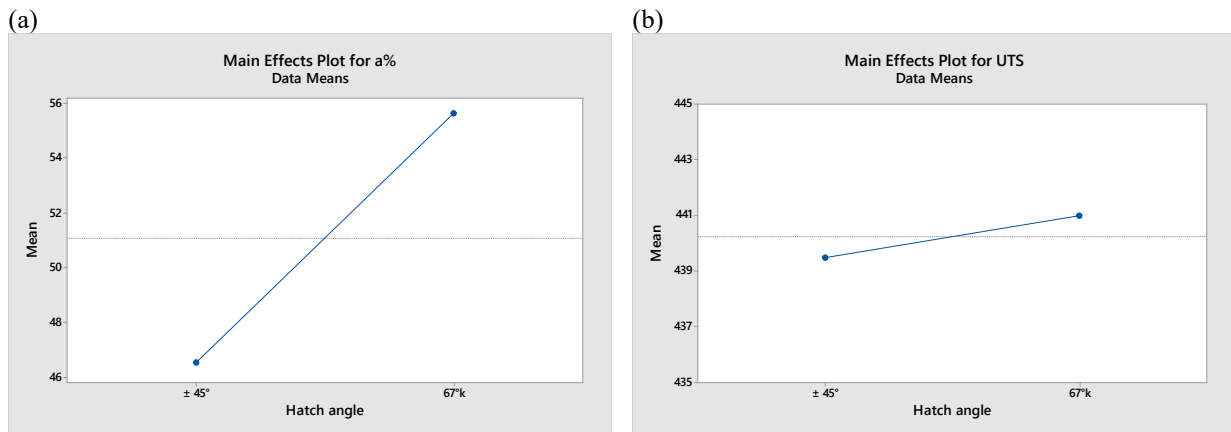 (a)
Main Effects Plot for a%
Data Means
56
54
52
50
48
46
Mean
± 45°
67°k
Hatch angle
(b)
Main Effects Plot for UTS
Data Means
445
443
441
439
437
435
Mean
± 45°
67°k
Hatch angle